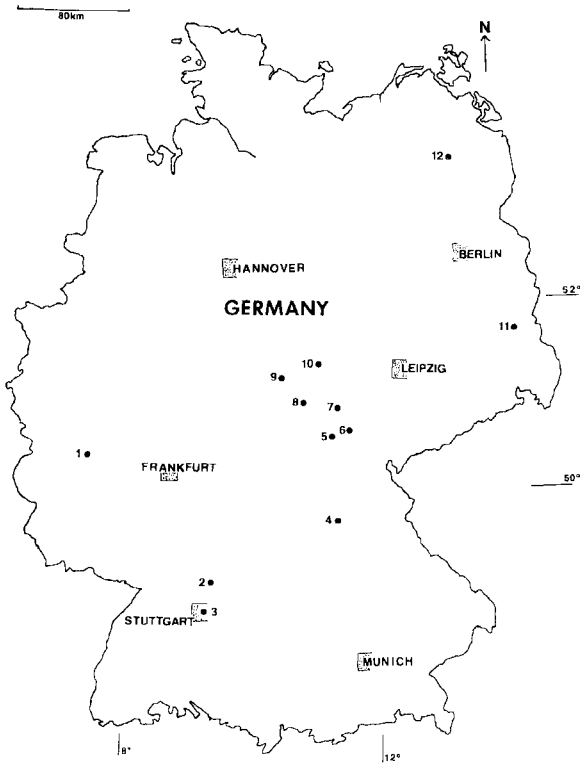 80km
N
12
BERLIN
HANNOVER
52°
GERMANY
11
10
LEIPZIG
9
8
7
6
5
1
FRANKFURT
50°
4
2
3
STUTTGART
MUNICH
8°
12°